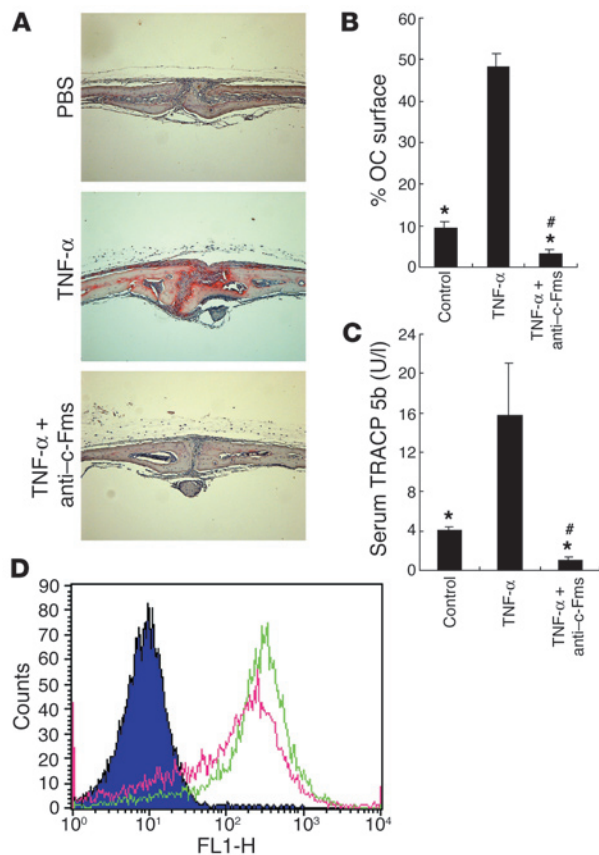 A
PBS
TNF-α
TNF-α +
anti–c-Fms
B
% OC surface
60
50
40
30
20
10
0
*
#
*
Control
TNF-α
TNF-α +
anti–c-Fms
C
Serum TRACP 5b (U/l)
24
20
16
12
8
4
0
*
#
*
Control
TNF-α
TNF-α +
anti–c-Fms
D
Counts
90
80
70
60
50
40
30
20
10
0
10⁰ 10¹ 10² 10³ 10⁴
FL1-H